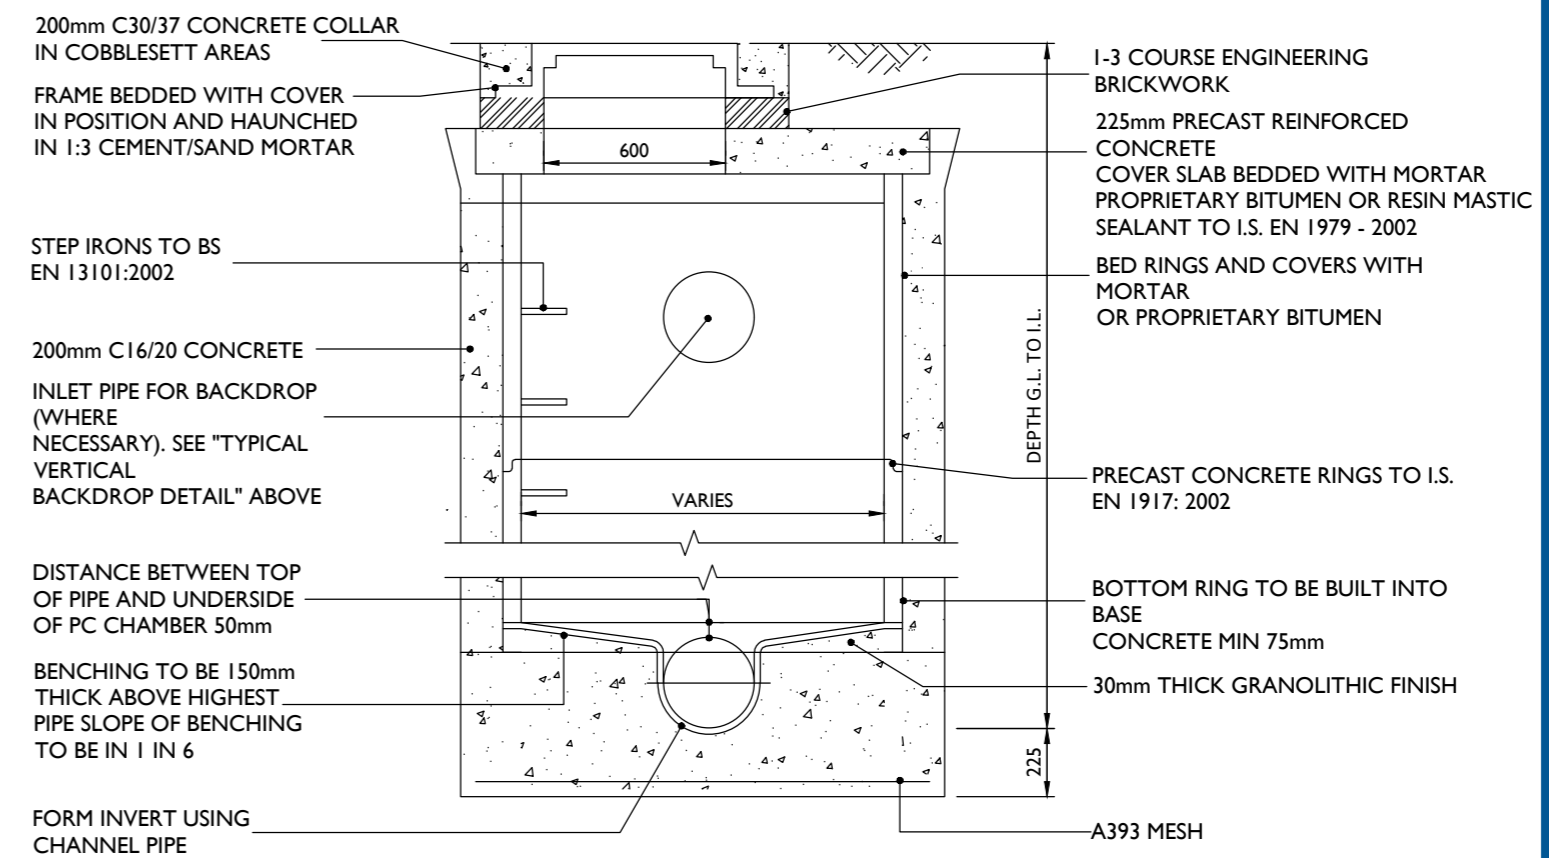 200mm C30/37 CONCRETE COLLAR
IN COBBLESETT AREAS
FRAME BEDDED WITH COVER
IN POSITION AND HAUNCHED
IN 1:3 CEMENT/SAND MORTAR
STEP IRONS TO BS
EN 13101:2002
200mm C16/20 CONCRETE
INLET PIPE FOR BACKDROP
(WHERE
NECESSARY). SEE "TYPICAL
VERTICAL
BACKDROP DETAIL" ABOVE
DISTANCE BETWEEN TOP
OF PIPE AND UNDERSIDE
OF PC CHAMBER 50mm
BENCHING TO BE 150mm
THICK ABOVE HIGHEST
PIPE SLOPE OF BENCHING
TO BE IN 1 IN 6
FORM INVERT USING
CHANNEL PIPE
600
VARIES
DEPTH G.L. TO I.L.
225
1-3 COURSE ENGINEERING
BRICKWORK
225mm PRECAST REINFORCED
CONCRETE
COVER SLAB BEDDED WITH MORTAR
PROPRIETARY BITUMEN OR RESIN MASTIC
SEALANT TO I.S. EN 1979 - 2002
BED RINGS AND COVERS WITH
MORTAR
OR PROPRIETARY BITUMEN
PRECAST CONCRETE RINGS TO I.S.
EN 1917: 2002
BOTTOM RING TO BE BUILT INTO
BASE
CONCRETE MIN 75mm
30mm THICK GRANOLITHIC FINISH
A393 MESH